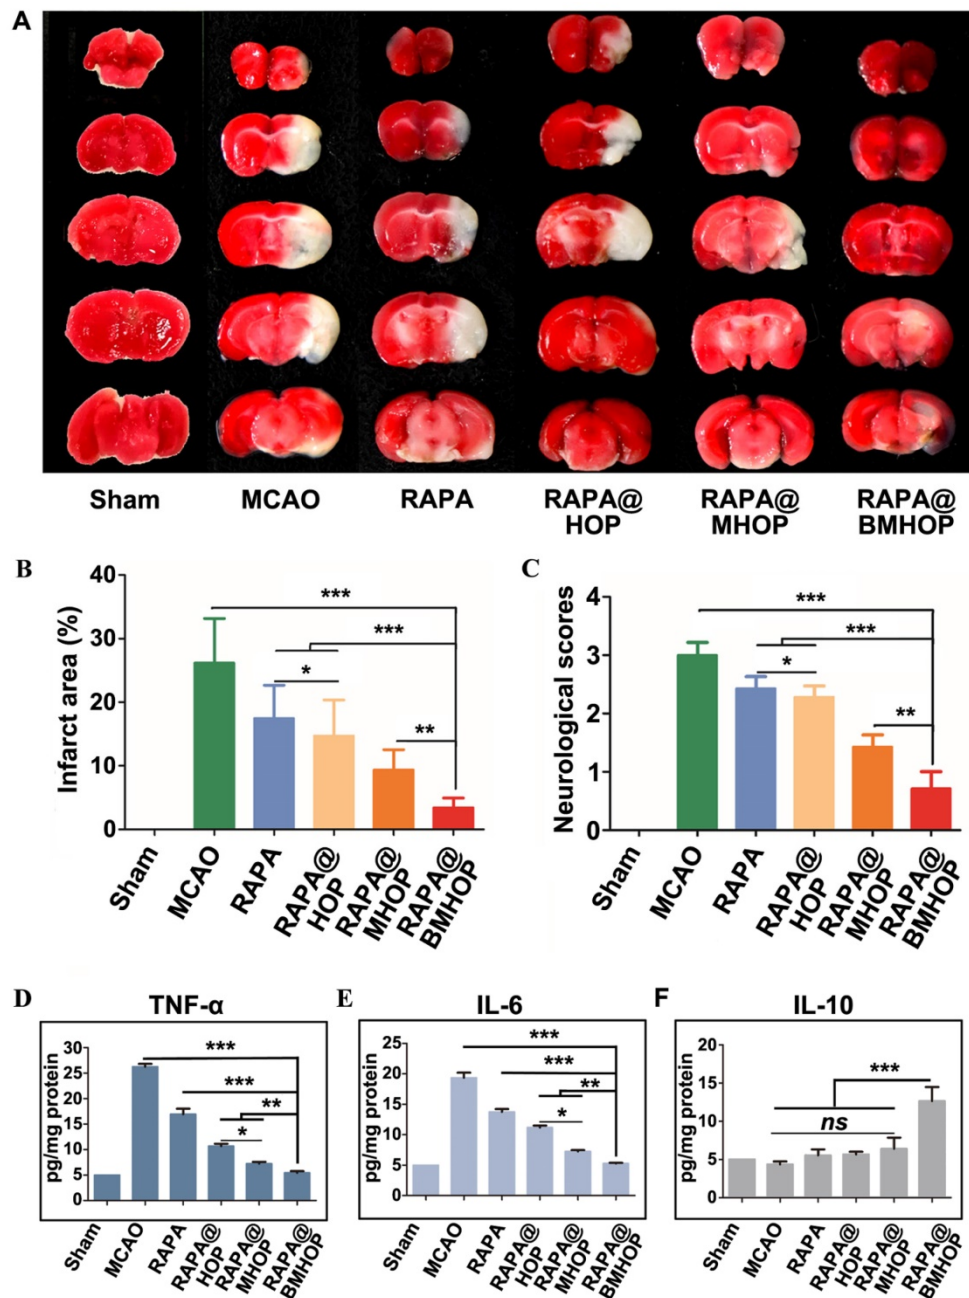 A
Sham MCAO RAPA RAPA@ HOP RAPA@ MHOP RAPA@ BMHOP
B
Infarct area (%)
40
30
20
10
0
***
***
*
**
Sham MCAO RAPA RAPA@ HOP RAPA@ MHOP RAPA@ BMHOP
C
Neurological scores
4
3
2
1
0
***
***
*
**
Sham MCAO RAPA RAPA@ HOP RAPA@ MHOP RAPA@ BMHOP
D
TNF-α
pg/mg protein
30
25
20
15
10
5
0
***
***
**
*
Sham MCAO RAPA RAPA@ HOP RAPA@ MHOP RAPA@ BMHOP
E
IL-6
pg/mg protein
25
20
15
10
5
0
***
***
**
*
Sham MCAO RAPA RAPA@ HOP RAPA@ MHOP RAPA@ BMHOP
F
IL-10
pg/mg protein
20
15
10
5
0
***
ns
Sham MCAO RAPA RAPA@ HOP RAPA@ MHOP RAPA@ BMHOP